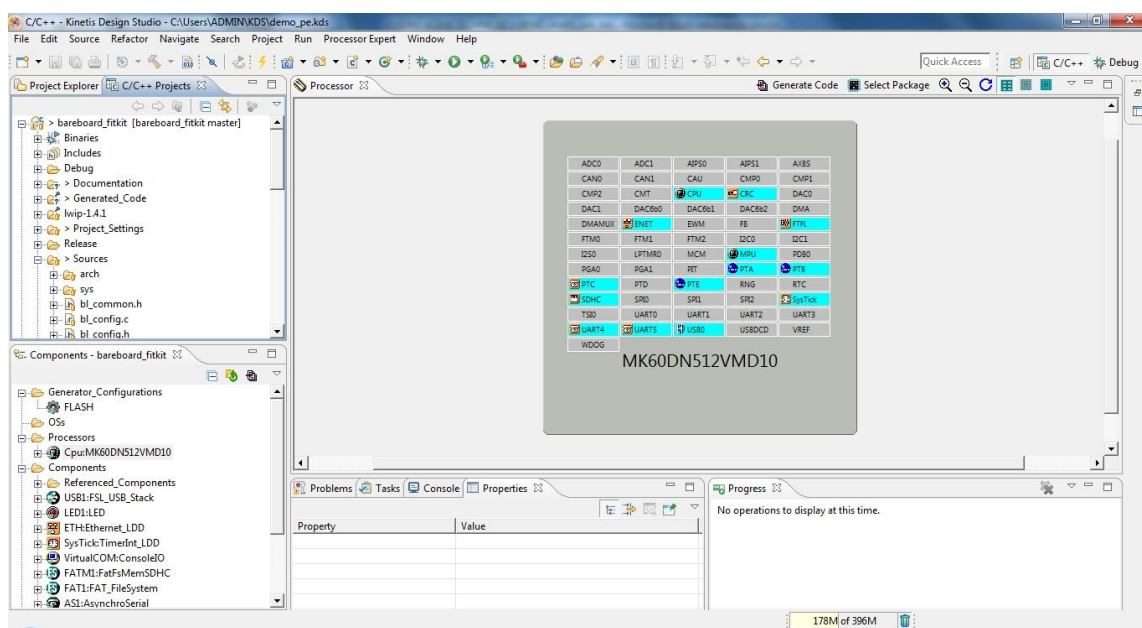 C/C++ - Kinetis Design Studio - C:\Users\ADMIN\KDS\demo_pe.kds
File Edit Source Refactor Navigate Search Project Run Processor Expert Window Help
Quick Access C/C++ Debug
Project Explorer C/C++ Projects
> bareboard_fitkit [bareboard_fitkit master]
Binaries
Includes
Debug
> Documentation
> Generated_Code
lwip-1.4.1
> Project_Settings
Release
> Sources
arch
sys
bl_common.h
bl_config.c
bl_config.h
Components - bareboard_fitkit
Generator_Configurations
FLASH
OSs
Processors
Cpu:MK60DN512VMD10
Components
Referenced_Components
USB1:FSL_USB_Stack
LED1:LED
ETH:Ethernet_LDD
SysTick:TimerInt_LDD
VirtualCOM:ConsoleIO
FATM1:FatFsMemSDHC
FAT1:FAT_FileSystem
AS1:AsynchroSerial
Processor
Generate Code Select Package
ADC0 ADC1 AIPS0 AIPS1 AXBS
CAN0 CAN1 CAU CMP0 CMP1
CMP2 CMT CPU CRC DAC0
DAC1 DAC6b0 DAC6b1 DAC6b2 DMA
DMAMUX ENET EWM FB FTFL
FTM0 FTM1 FTM2 I2C0 I2C1
I2S0 LPTMR0 MCM MPU PDB0
PGA0 PGA1 PIT PTA PTB
PTC PTD PTE RNG RTC
SDHC SPI0 SPI1 SPI2 SysTick
TSI0 UART0 UART1 UART2 UART3
UART4 UART5 USB0 USBDCD VREF
WDOG
MK60DN512VMD10
Problems Tasks Console Properties
Property Value
Progress
No operations to display at this time.
178M of 396M